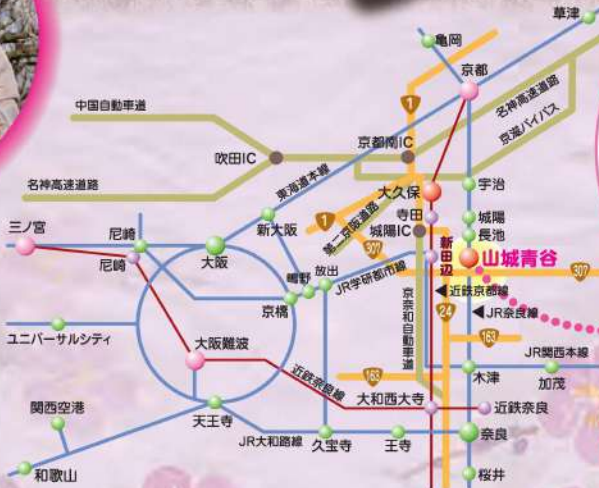 草津
亀岡
京都
1
名神高速道路
京滋バイパス
中国自動車道
京都南IC
吹田IC
名神高速道路
東海道本線
大久保
宇治
寺田
城陽
三ノ宮
尼崎
尼崎
大阪
新大阪
1
第二京阪道路
307
城陽IC
長池
新田辺
山城青谷
307
鴫野
放出
京橋
JR学研都市線
近鉄京都線
JR奈良線
京奈和自動車道
24
163
ユニバーサルシティ
大阪難波
近鉄奈良線
163
JR関西本線
木津
加茂
大和西大寺
近鉄奈良
関西空港
天王寺
JR大和路線
久宝寺
王寺
奈良
和歌山
桜井